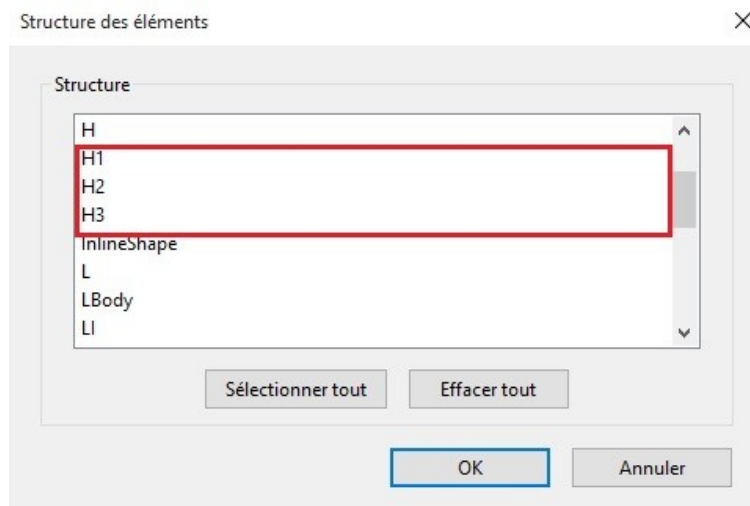 Structure des éléments
Structure
H
H1
H2
H3
InlineShape
L
LBody
LI
Sélectionner tout
Effacer tout
OK
Annuler